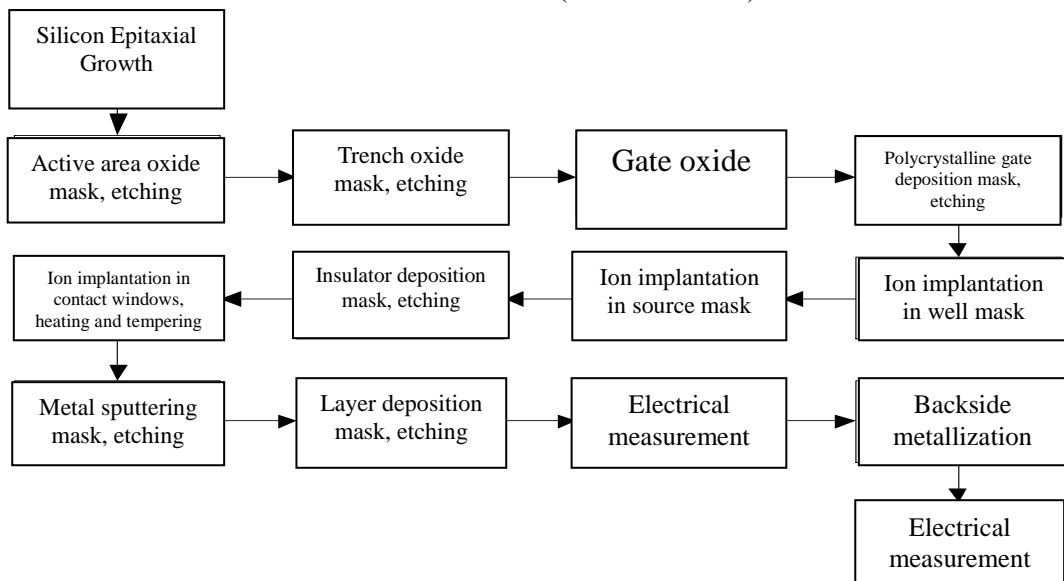 Silicon Epitaxial
Growth
Active area oxide
mask, etching
Trench oxide
mask, etching
Gate oxide
Polycrystalline gate
deposition mask,
etching
Ion implantation
in well mask
Ion implantation
in source mask
Insulator deposition
mask, etching
Ion implantation in
contact windows,
heating and tempering
Metal sputtering
mask, etching
Layer deposition
mask, etching
Electrical
measurement
Backside
metallization
Electrical
measurement